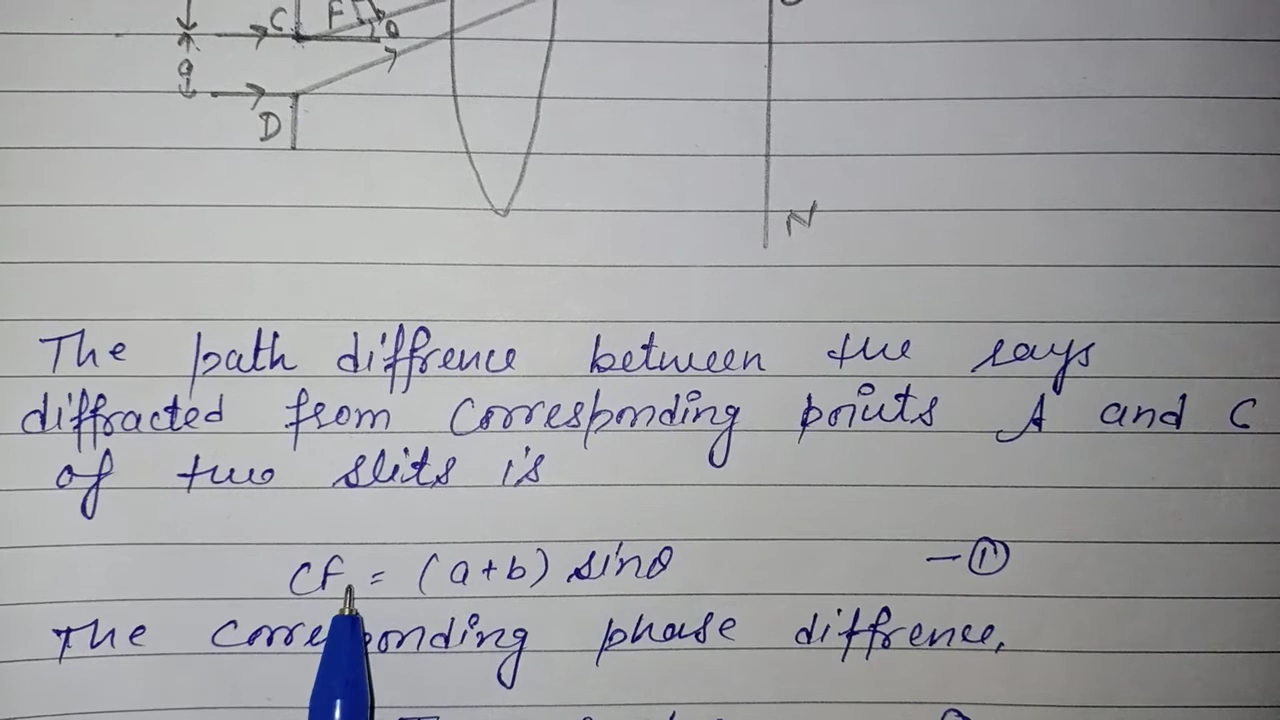 C F θ
a
D
N
The path diffrence between the rays
diffracted from corresponding points A and C
of two slits is
CF = (a+b) sinθ —①
The corresponding phase diffrence,